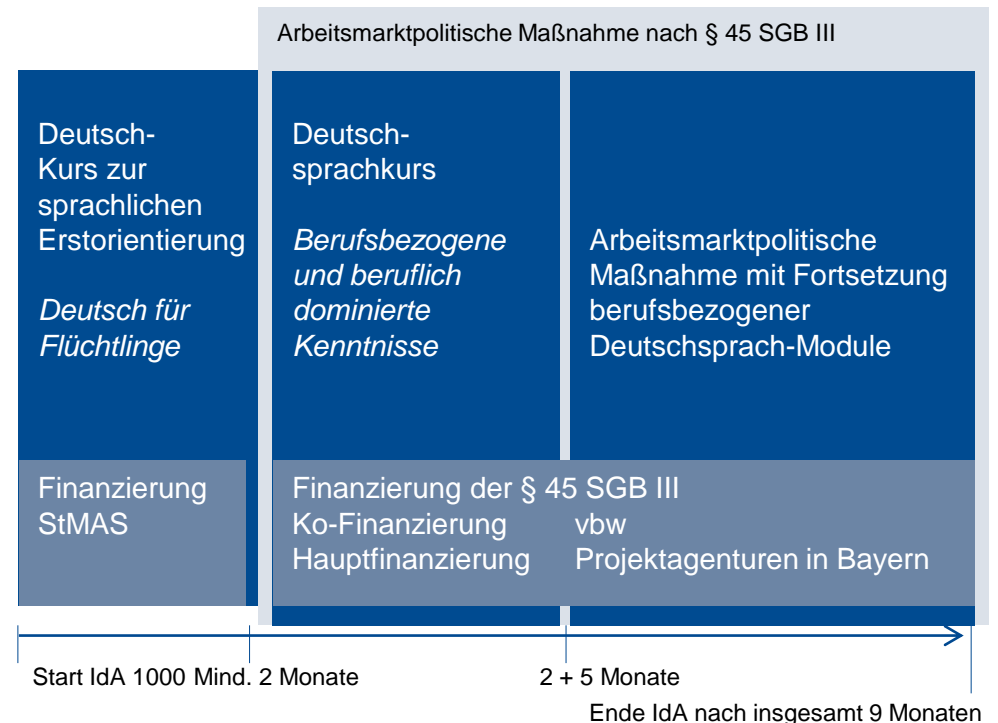 Arbeitsmarktpolitische Maßnahme nach § 45 SGB III
Deutsch-
Kurs zur
sprachlichen
Erstorientierung
Deutsch für
Flüchtlinge
Deutsch-
sprachkurs
Berufsbezogene
und beruflich
dominierte
Kenntnisse
Arbeitsmarktpolitische
Maßnahme mit Fortsetzung
berufsbezogener
Deutschsprach-Module
Finanzierung
StMAS
Finanzierung der § 45 SGB III
Ko-Finanzierung vbw
Hauptfinanzierung Projektagenturen in Bayern
Start IdA 1000 Mind. 2 Monate 2 + 5 Monate
Ende IdA nach insgesamt 9 Monaten